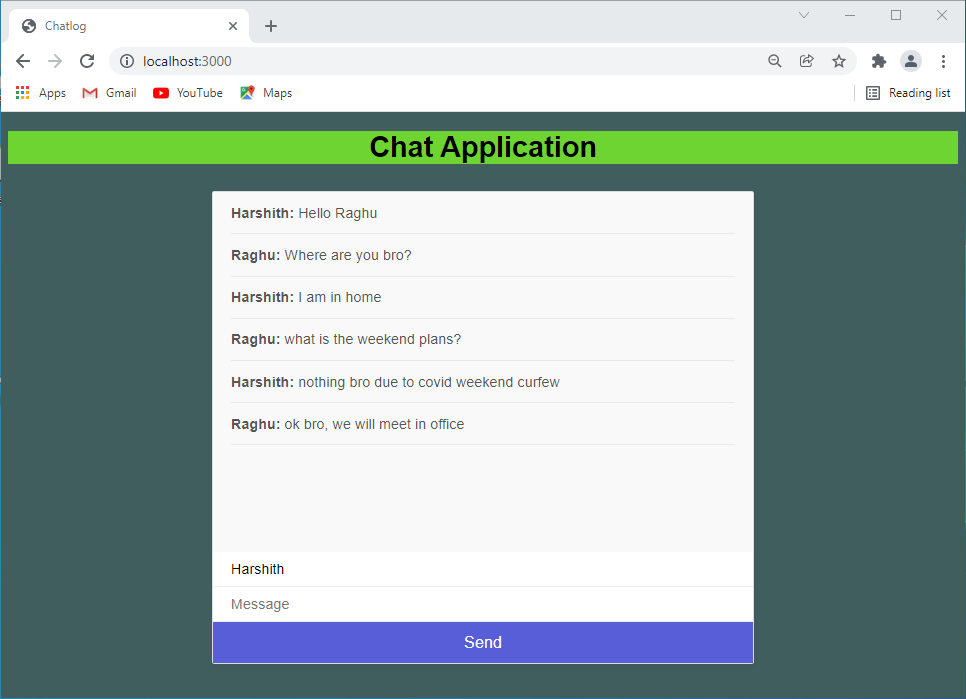 Chatlog
localhost:3000
Apps Gmail YouTube Maps Reading list
Chat Application
Harshith: Hello Raghu
Raghu: Where are you bro?
Harshith: I am in home
Raghu: what is the weekend plans?
Harshith: nothing bro due to covid weekend curfew
Raghu: ok bro, we will meet in office
Harshith
Message
Send